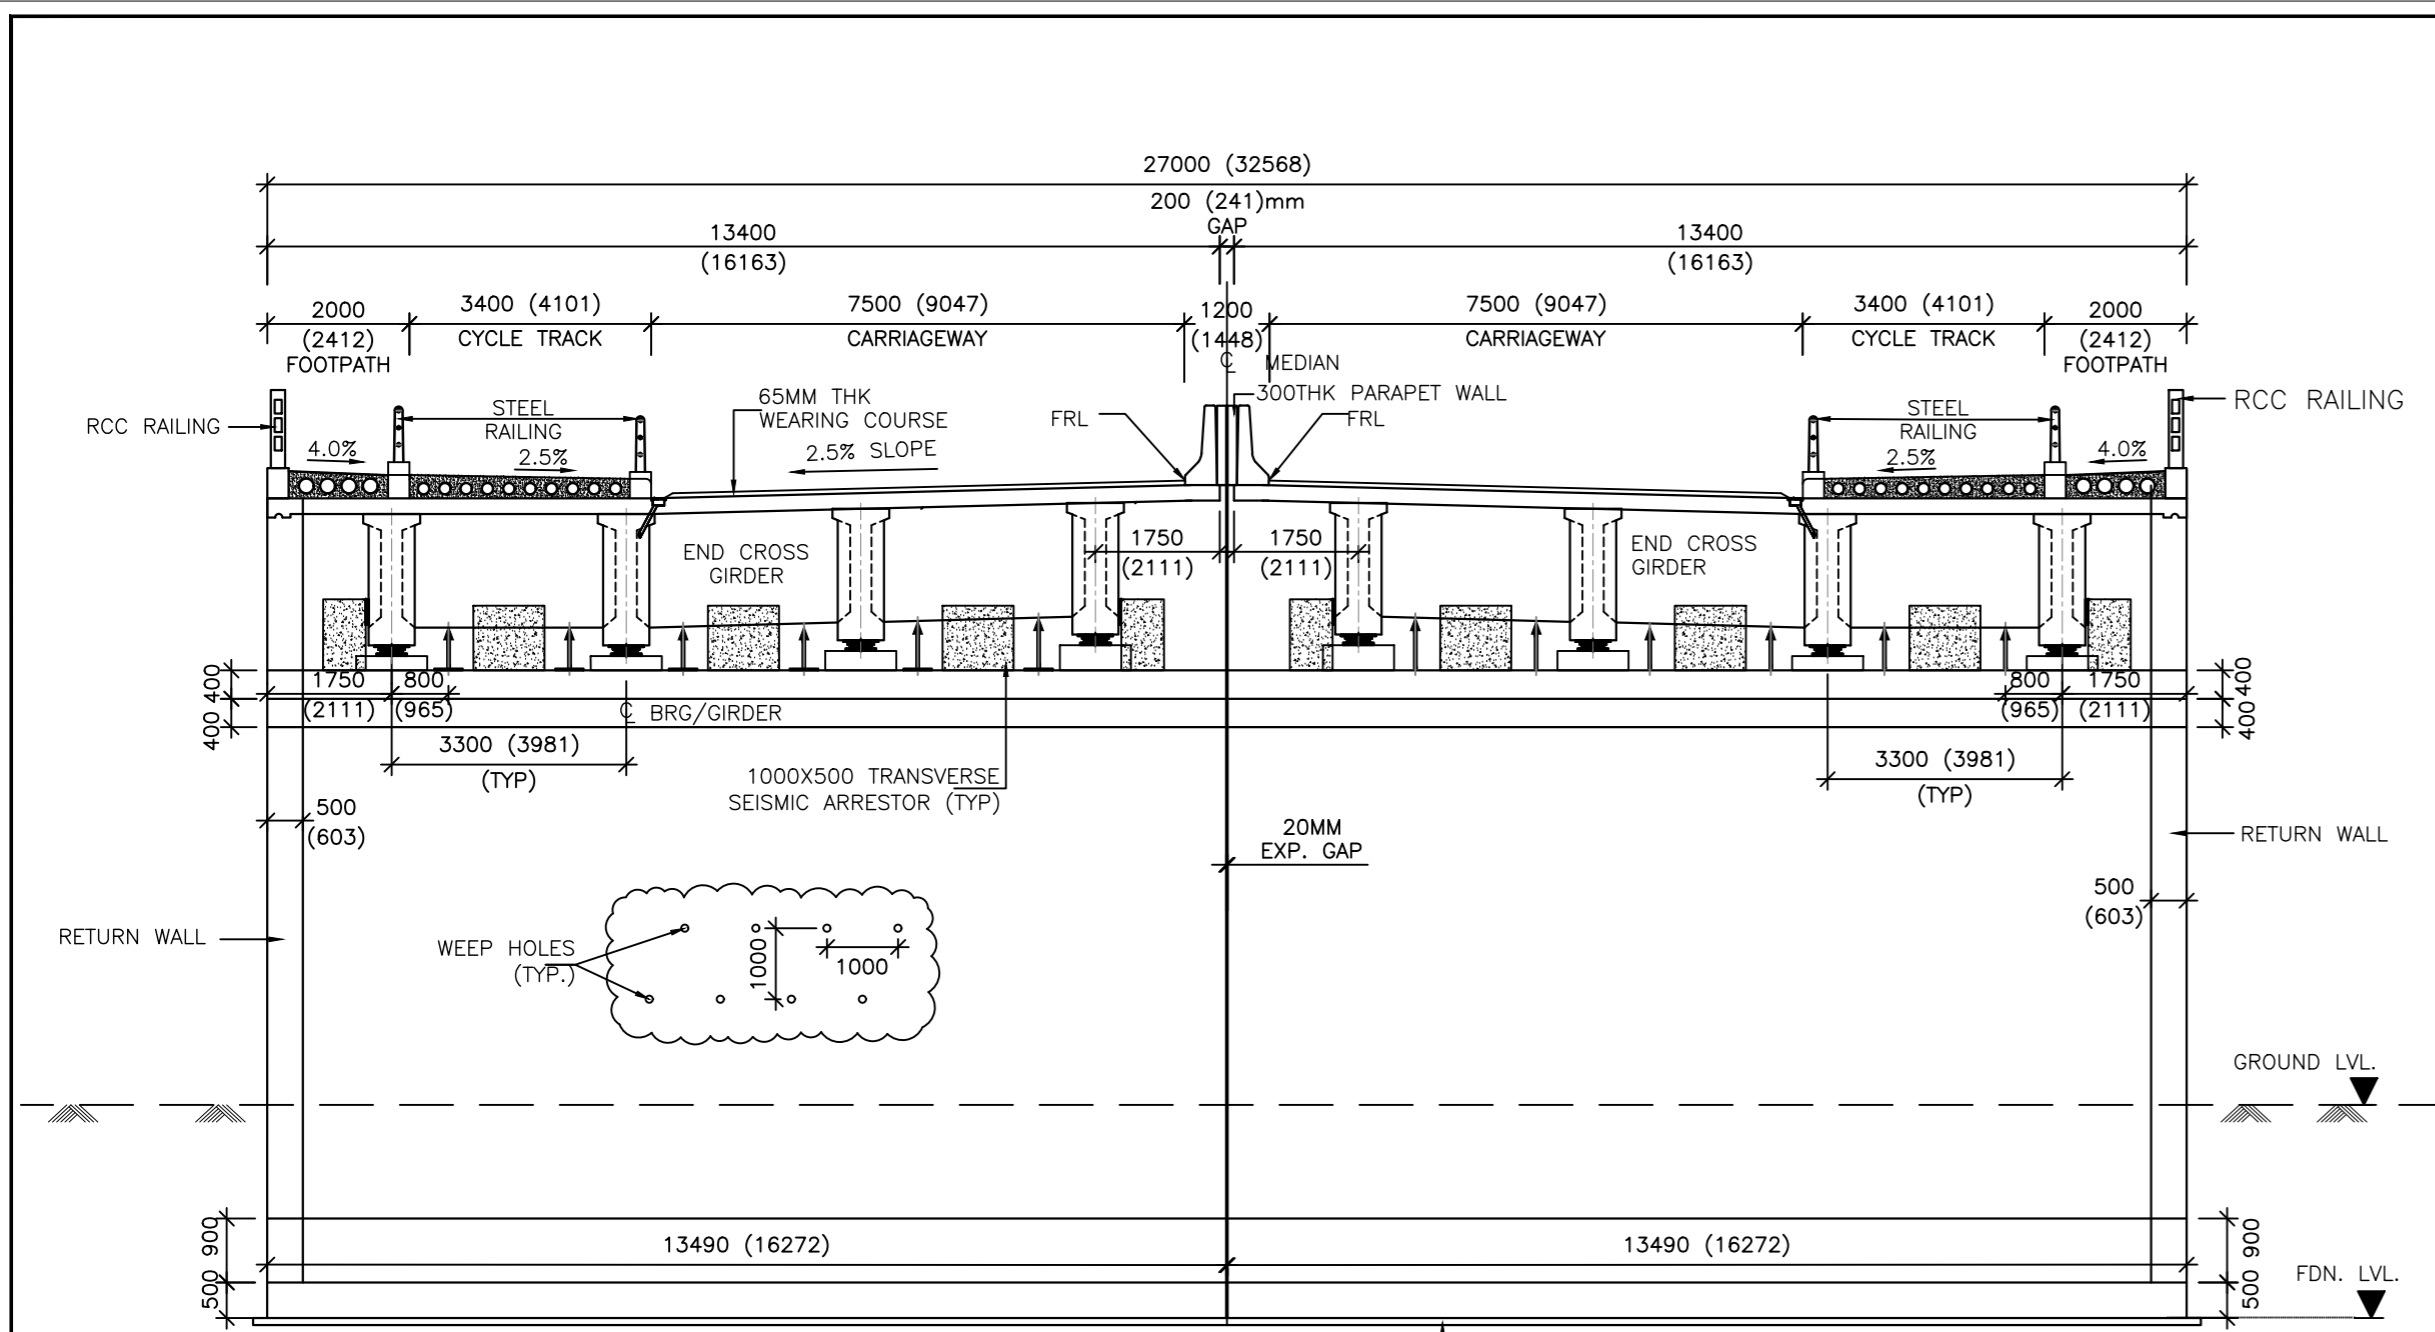 27000 (32568)
200 (241)mm
GAP
13400
(16163)
13400
(16163)
2000
(2412)
FOOTPATH
3400 (4101)
CYCLE TRACK
7500 (9047)
CARRIAGEWAY
1200
(1448)
℄ MEDIAN
7500 (9047)
CARRIAGEWAY
3400 (4101)
CYCLE TRACK
2000
(2412)
FOOTPATH
RCC RAILING
4.0%
STEEL
RAILING
2.5%
65MM THK
WEARING COURSE
2.5% SLOPE
FRL
300THK PARAPET WALL
FRL
STEEL
RAILING
2.5%
4.0%
RCC RAILING
END CROSS
GIRDER
1750
(2111)
1750
(2111)
END CROSS
GIRDER
400
400
1750
(2111)
800
(965)
℄ BRG/GIRDER
3300 (3981)
(TYP)
1000X500 TRANSVERSE
SEISMIC ARRESTOR (TYP)
800
(965)
1750
(2111)
400
400
3300 (3981)
(TYP)
500
(603)
20MM
EXP. GAP
RETURN WALL
500
(603)
RETURN WALL
WEEP HOLES
(TYP.)
1000
1000
GROUND LVL.
900
500
13490 (16272)
13490 (16272)
900
500
FDN. LVL.